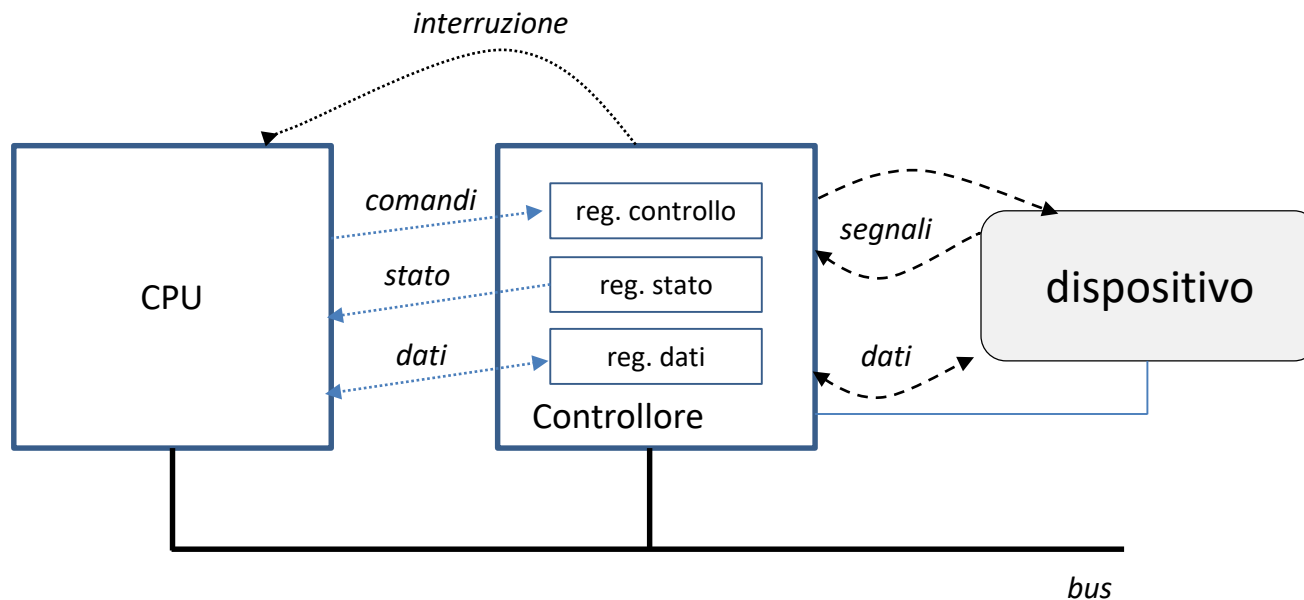 interruzione
comandi
reg. controllo
segnali
stato
CPU
reg. stato
dispositivo
dati
reg. dati
dati
Controllore
bus